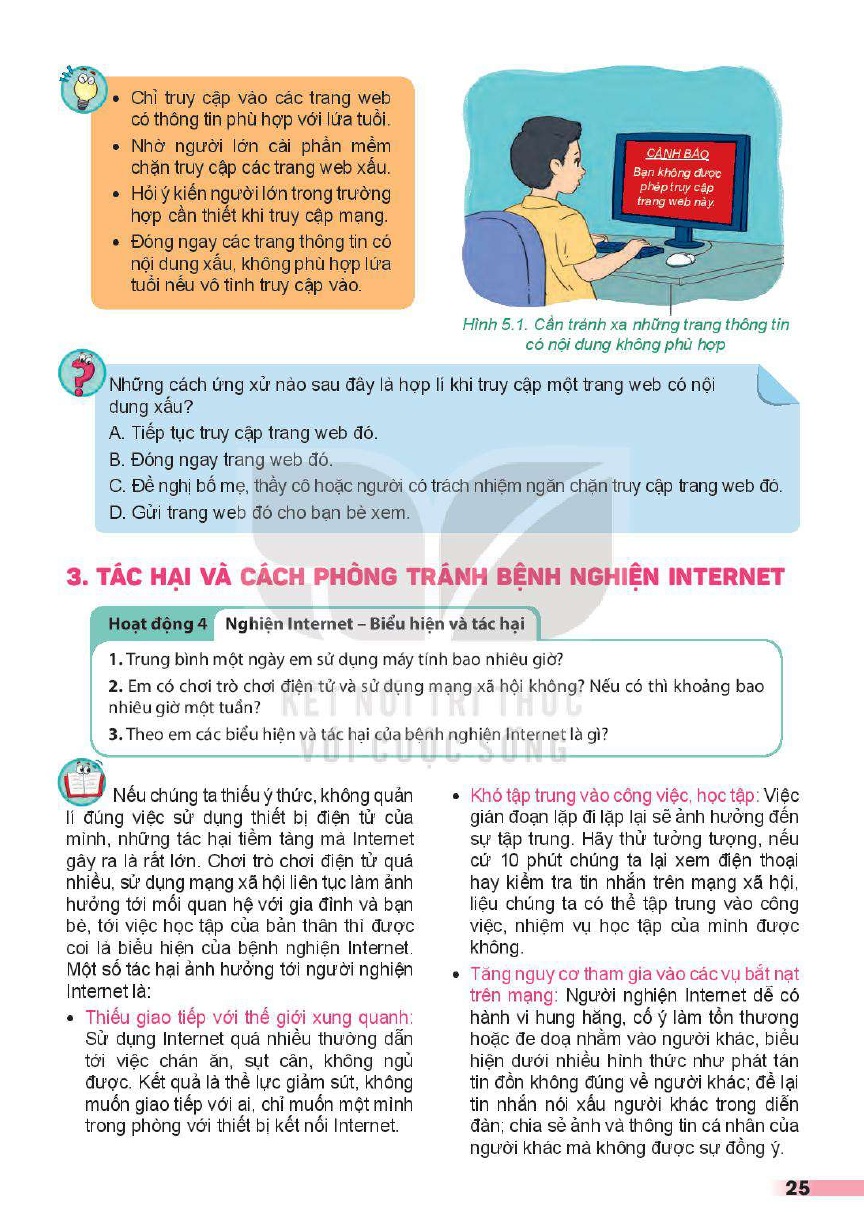 • Chỉ truy cập vào các trang web
có thông tin phù hợp với lứa tuổi.
• Nhờ người lớn cài phần mềm
chặn truy cập các trang web xấu.
• Hỏi ý kiến người lớn trong trường
hợp cần thiết khi truy cập mạng.
• Đóng ngay các trang thông tin có
nội dung xấu, không phù hợp lứa
tuổi nếu vô tình truy cập vào.
CẢNH BÁO
Bạn không được
phép truy cập
trang web này.
Hình 5.1. Cần tránh xa những trang thông tin
có nội dung không phù hợp
Những cách ứng xử nào sau đây là hợp lí khi truy cập một trang web có nội
dung xấu?
A. Tiếp tục truy cập trang web đó.
B. Đóng ngay trang web đó.
C. Đề nghị bố mẹ, thầy cô hoặc người có trách nhiệm ngăn chặn truy cập trang web đó.
D. Gửi trang web đó cho bạn bè xem.
3. TÁC HẠI VÀ CÁCH PHÒNG TRÁNH BỆNH NGHIỆN INTERNET
Hoạt động 4 Nghiện Internet – Biểu hiện và tác hại
1. Trung bình một ngày em sử dụng máy tính bao nhiêu giờ?
2. Em có chơi trò chơi điện tử và sử dụng mạng xã hội không? Nếu có thì khoảng bao
nhiêu giờ một tuần?
3. Theo em các biểu hiện và tác hại của bệnh nghiện Internet là gì?
KẾT NỐI TRI THỨC
VỚI CUỘC SỐNG
Nếu chúng ta thiếu ý thức, không quản
lí đúng việc sử dụng thiết bị điện tử của
mình, những tác hại tiềm tàng mà Internet
gây ra là rất lớn. Chơi trò chơi điện tử quá
nhiều, sử dụng mạng xã hội liên tục làm ảnh
hưởng tới mối quan hệ với gia đình và bạn
bè, tới việc học tập của bản thân thì được
coi là biểu hiện của bệnh nghiện Internet.
Một số tác hại ảnh hưởng tới người nghiện
Internet là:
• Thiếu giao tiếp với thế giới xung quanh:
Sử dụng Internet quá nhiều thường dẫn
tới việc chán ăn, sụt cân, không ngủ
được. Kết quả là thể lực giảm sút, không
muốn giao tiếp với ai, chỉ muốn một mình
trong phòng với thiết bị kết nối Internet.
• Khó tập trung vào công việc, học tập: Việc
gián đoạn lặp đi lặp lại sẽ ảnh hưởng đến
sự tập trung. Hãy thử tưởng tượng, nếu
cứ 10 phút chúng ta lại xem điện thoại
hay kiểm tra tin nhắn trên mạng xã hội,
liệu chúng ta có thể tập trung vào công
việc, nhiệm vụ học tập của mình được
không.
• Tăng nguy cơ tham gia vào các vụ bắt nạt
trên mạng: Người nghiện Internet dễ có
hành vi hung hăng, cố ý làm tổn thương
hoặc đe doạ nhằm vào người khác, biểu
hiện dưới nhiều hình thức như phát tán
tin đồn không đúng về người khác; để lại
tin nhắn nói xấu người khác trong diễn
đàn; chia sẻ ảnh và thông tin cá nhân của
người khác mà không được sự đồng ý.
25